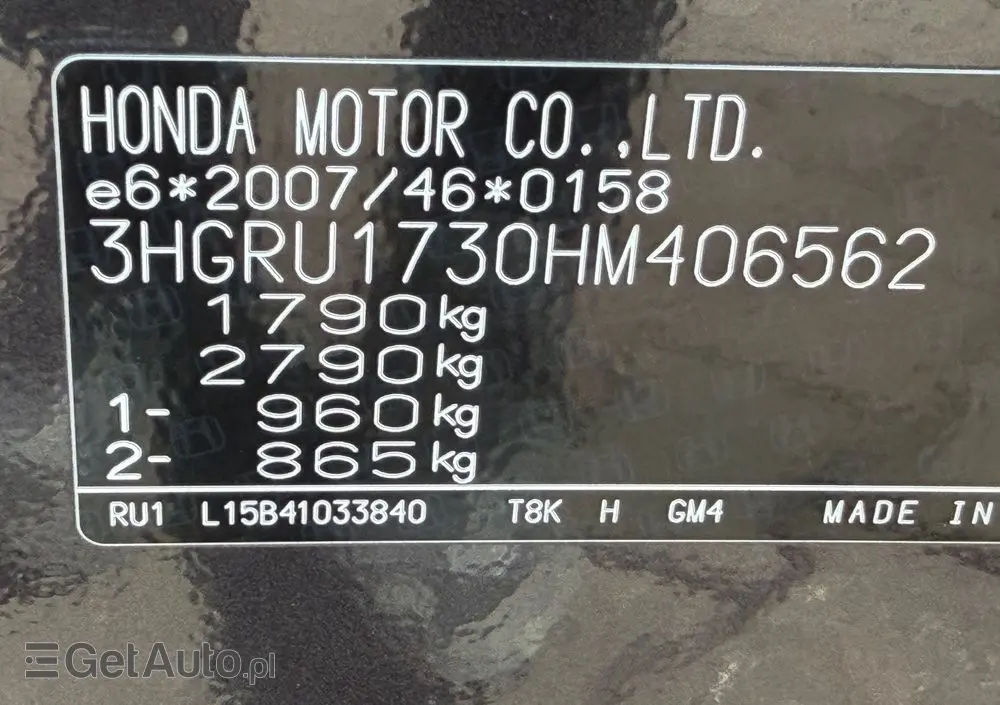 HONDA MOTOR CO.,LTD.
e6*2007/46*0158
3HGRU1730HM406562
1790kg
2790kg
1- 960kg
2- 865kg
RU1 L15B41033840 T8K H GM4 MADE IN
GetAuto.pl